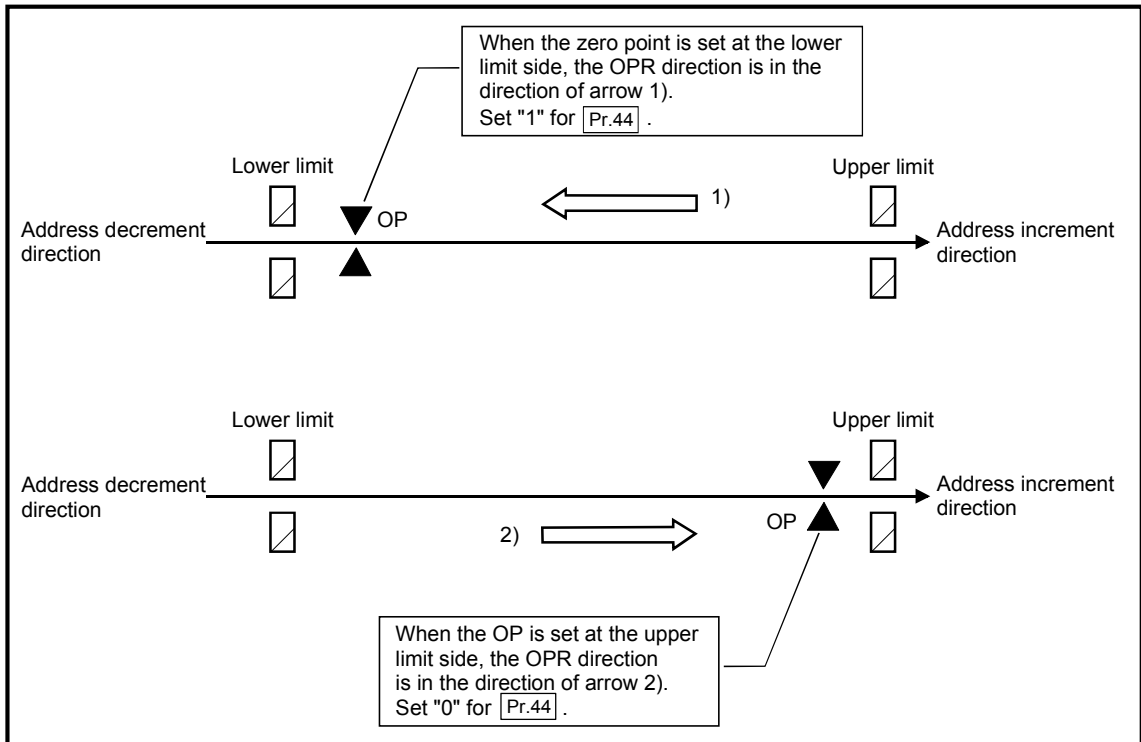 When the zero point is set at the lower
limit side, the OPR direction is in the
direction of arrow 1).
Set "1" for Pr.44 .
Lower limit
Upper limit
1)
OP
Address decrement
direction
Address increment
direction
Lower limit
Upper limit
Address decrement
direction
Address increment
direction
2)
OP
When the OP is set at the upper
limit side, the OPR direction
is in the direction of arrow 2).
Set "0" for Pr.44 .